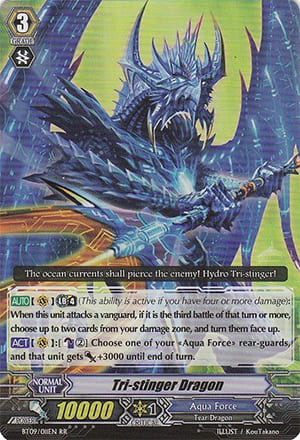 GRADE
3
The ocean currents shall pierce the enemy! Hydro Tri-stinger!
AUTO [V] LB4 (This ability is active if you have four or more damage):
When this unit attacks a vanguard, if it is the third battle of that turn or more,
choose up to two cards from your damage zone, and turn them face up.
ACT [V]: [2] Choose one of your «Aqua Force» rear-guards,
and that unit gets +3000 until end of turn.
NORMAL UNIT
Tri-stinger Dragon
POWER
10000
1
CRITICAL
Aqua Force
Tear Dragon
BT09/011EN RR
ILLUST / KouTakano